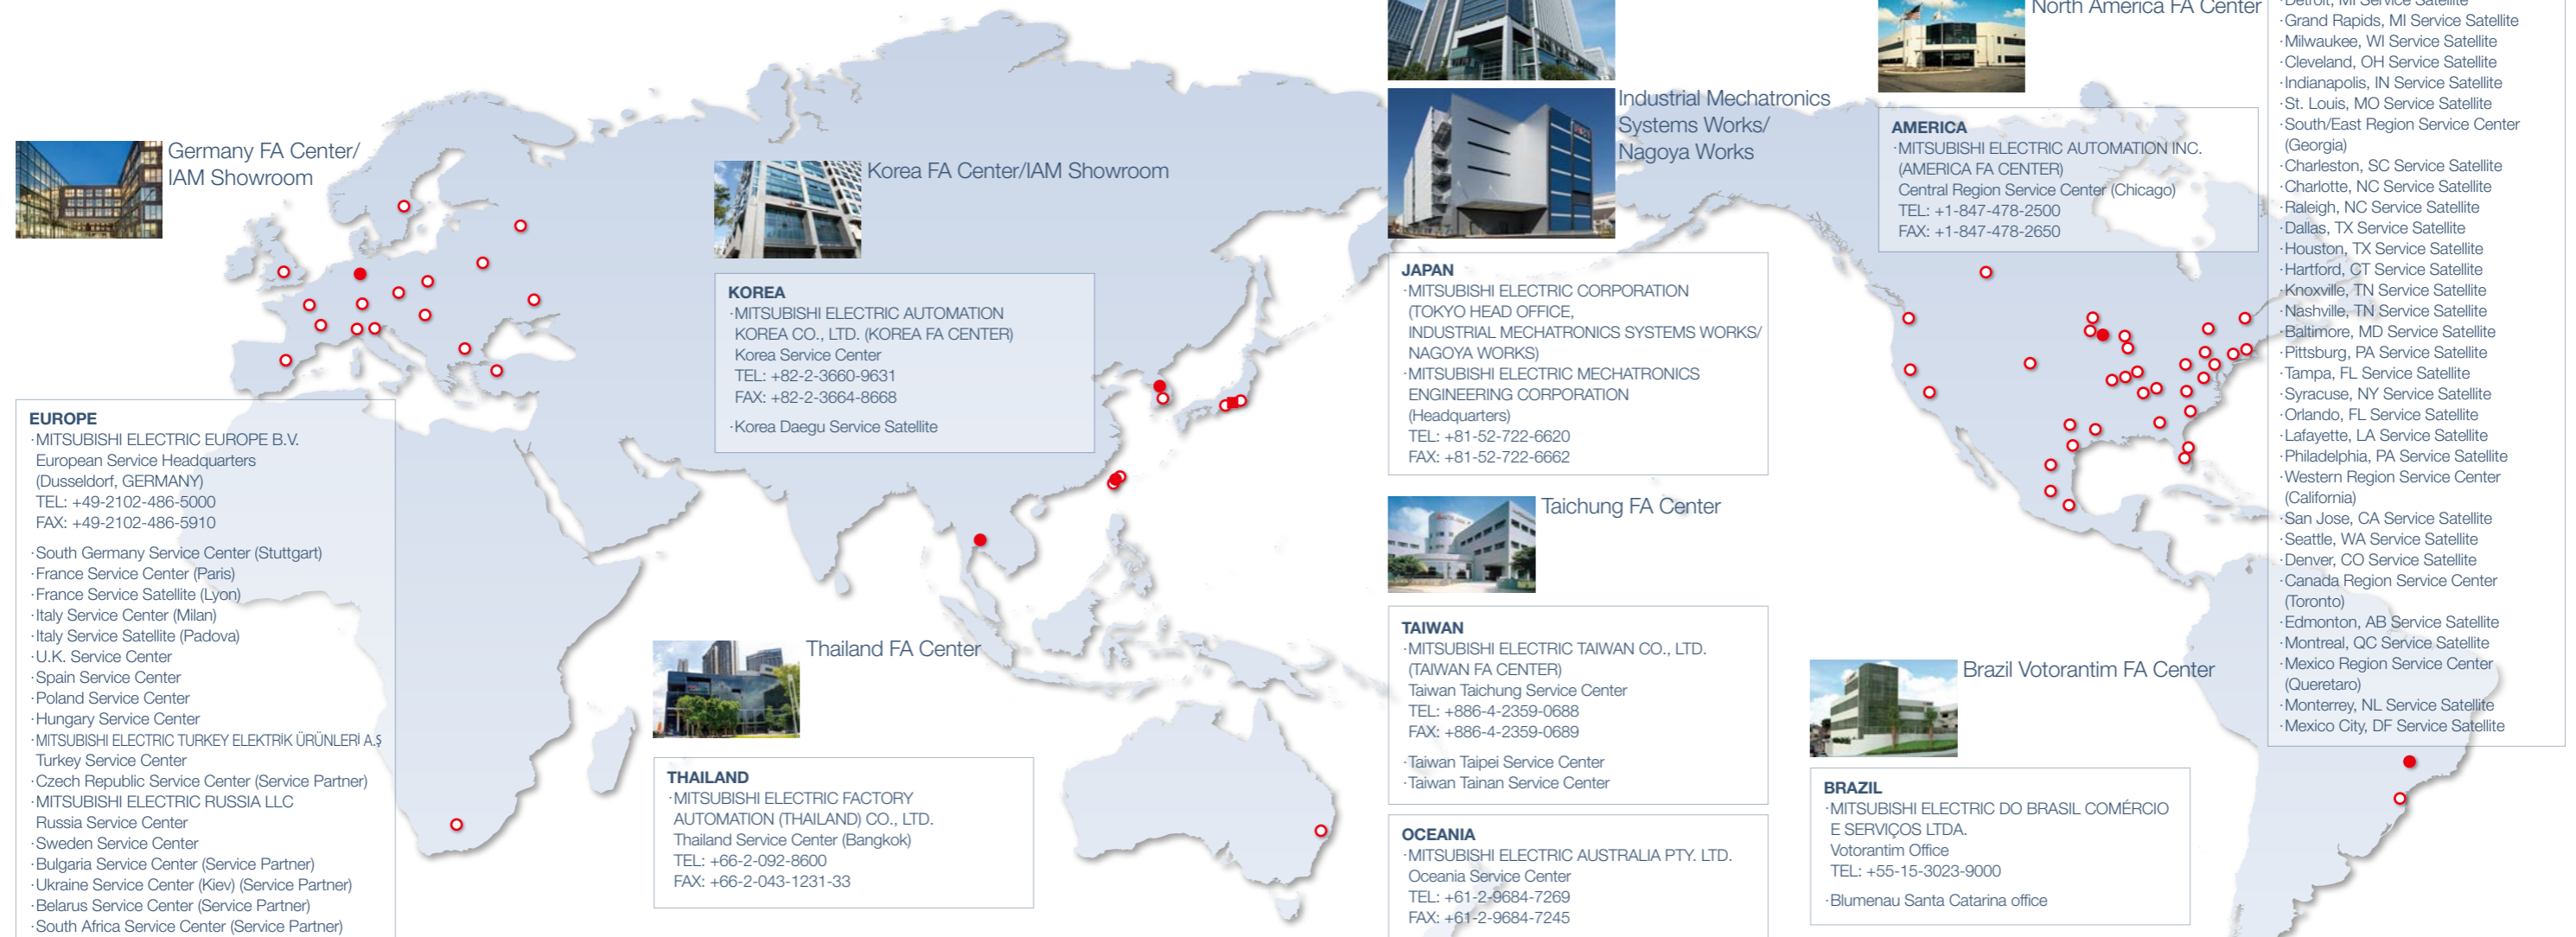 Germany FA Center/
IAM Showroom
EUROPE
·MITSUBISHI ELECTRIC EUROPE B.V.
European Service Headquarters
(Dusseldorf, GERMANY)
TEL: +49-2102-486-5000
FAX: +49-2102-486-5910
·South Germany Service Center (Stuttgart)
·France Service Center (Paris)
·France Service Satellite (Lyon)
·Italy Service Center (Milan)
·Italy Service Satellite (Padova)
·U.K. Service Center
·Spain Service Center
·Poland Service Center
·Hungary Service Center
·MITSUBISHI ELECTRIC TURKEY ELEKTRİK ÜRÜNLERİ A.Ş
Turkey Service Center
·Czech Republic Service Center (Service Partner)
·MITSUBISHI ELECTRIC RUSSIA LLC
Russia Service Center
·Sweden Service Center
·Bulgaria Service Center (Service Partner)
·Ukraine Service Center (Kiev) (Service Partner)
·Belarus Service Center (Service Partner)
·South Africa Service Center (Service Partner)
Korea FA Center/IAM Showroom
KOREA
·MITSUBISHI ELECTRIC AUTOMATION
KOREA CO., LTD. (KOREA FA CENTER)
Korea Service Center
TEL: +82-2-3660-9631
FAX: +82-2-3664-8668
·Korea Daegu Service Satellite
Thailand FA Center
THAILAND
·MITSUBISHI ELECTRIC FACTORY
AUTOMATION (THAILAND) CO., LTD.
Thailand Service Center (Bangkok)
TEL: +66-2-092-8600
FAX: +66-2-043-1231-33
Industrial Mechatronics
Systems Works/
Nagoya Works
JAPAN
·MITSUBISHI ELECTRIC CORPORATION
(TOKYO HEAD OFFICE,
INDUSTRIAL MECHATRONICS SYSTEMS WORKS/
NAGOYA WORKS)
·MITSUBISHI ELECTRIC MECHATRONICS
ENGINEERING CORPORATION
(Headquarters)
TEL: +81-52-722-6620
FAX: +81-52-722-6662
Taichung FA Center
TAIWAN
·MITSUBISHI ELECTRIC TAIWAN CO., LTD.
(TAIWAN FA CENTER)
Taiwan Taichung Service Center
TEL: +886-4-2359-0688
FAX: +886-4-2359-0689
·Taiwan Taipei Service Center
·Taiwan Tainan Service Center
OCEANIA
·MITSUBISHI ELECTRIC AUSTRALIA PTY. LTD.
Oceania Service Center
TEL: +61-2-9684-7269
FAX: +61-2-9684-7245
North America FA Center
AMERICA
·MITSUBISHI ELECTRIC AUTOMATION INC.
(AMERICA FA CENTER)
Central Region Service Center (Chicago)
TEL: +1-847-478-2500
FAX: +1-847-478-2650
·Detroit, MI Service Satellite
·Grand Rapids, MI Service Satellite
·Milwaukee, WI Service Satellite
·Cleveland, OH Service Satellite
·Indianapolis, IN Service Satellite
·St. Louis, MO Service Satellite
·South/East Region Service Center
(Georgia)
·Charleston, SC Service Satellite
·Charlotte, NC Service Satellite
·Raleigh, NC Service Satellite
·Dallas, TX Service Satellite
·Houston, TX Service Satellite
·Hartford, CT Service Satellite
·Knoxville, TN Service Satellite
·Nashville, TN Service Satellite
·Baltimore, MD Service Satellite
·Pittsburg, PA Service Satellite
·Tampa, FL Service Satellite
·Syracuse, NY Service Satellite
·Orlando, FL Service Satellite
·Lafayette, LA Service Satellite
·Philadelphia, PA Service Satellite
·Western Region Service Center
(California)
·San Jose, CA Service Satellite
·Seattle, WA Service Satellite
·Denver, CO Service Satellite
·Canada Region Service Center
(Toronto)
·Edmonton, AB Service Satellite
·Montreal, QC Service Satellite
·Mexico Region Service Center
(Queretaro)
·Monterrey, NL Service Satellite
·Mexico City, DF Service Satellite
Brazil Votorantim FA Center
BRAZIL
·MITSUBISHI ELECTRIC DO BRASIL COMÉRCIO
E SERVIÇOS LTDA.
Votorantim Office
TEL: +55-15-3023-9000
·Blumenau Santa Catarina office